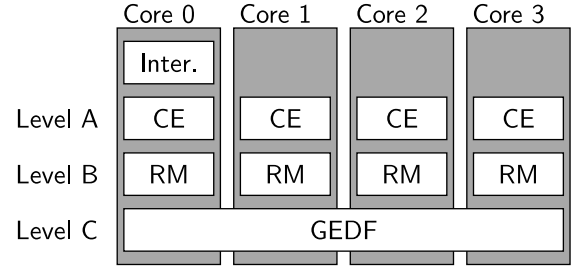 Core 0 Core 1 Core 2 Core 3
Inter.
Level A CE CE CE CE
Level B RM RM RM RM
Level C GEDF